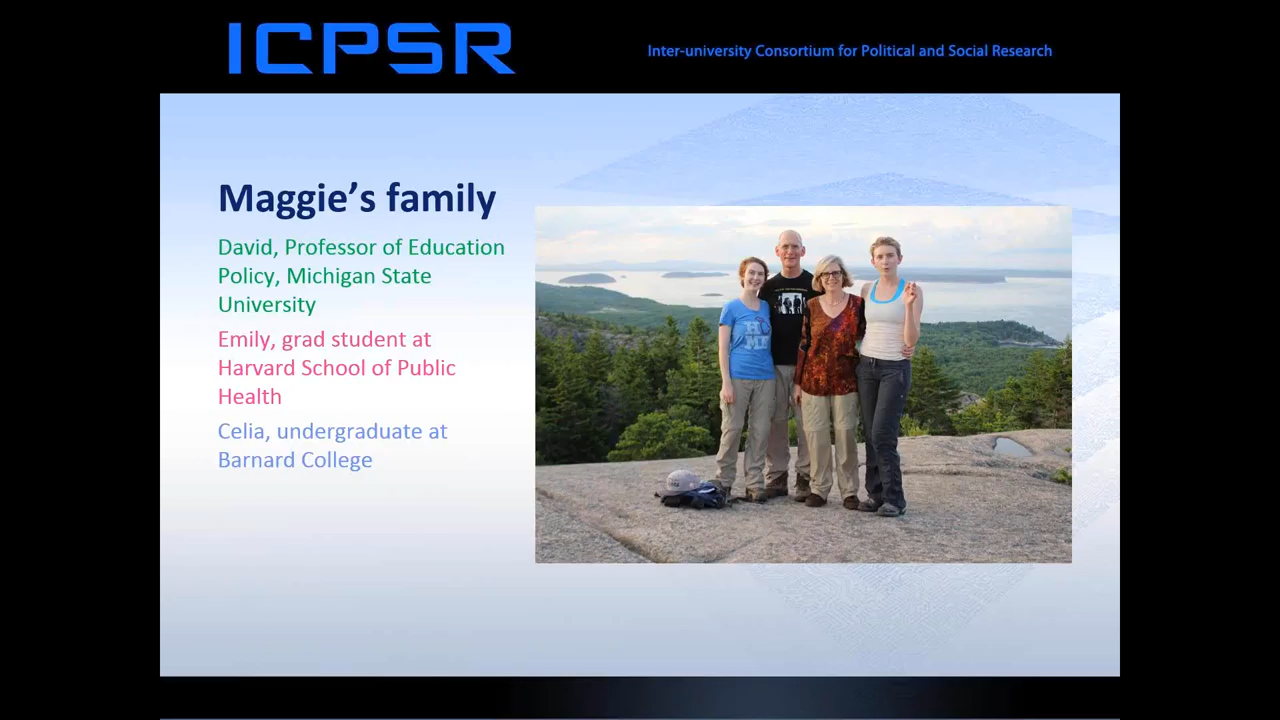 ICPSR
Inter-university Consortium for Political and Social Research
Maggie’s family
David, Professor of Education
Policy, Michigan State
University
Emily, grad student at
Harvard School of Public
Health
Celia, undergraduate at
Barnard College